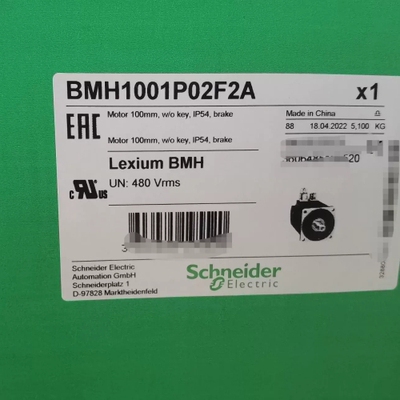 BMH1001P02F2A x1
EAC Motor 100mm, w/o key, IP54, brake
Made in China
88 18.04.2022 5,100 KG
Motor 100mm, w/o key, IP54, brake
Lexium BMH
UN: 480 Vrms
c RU us
Schneider Electric
Automation GmbH
Schneiderplatz 1
D-97828 Marktheidenfeld
Schneider
Electric